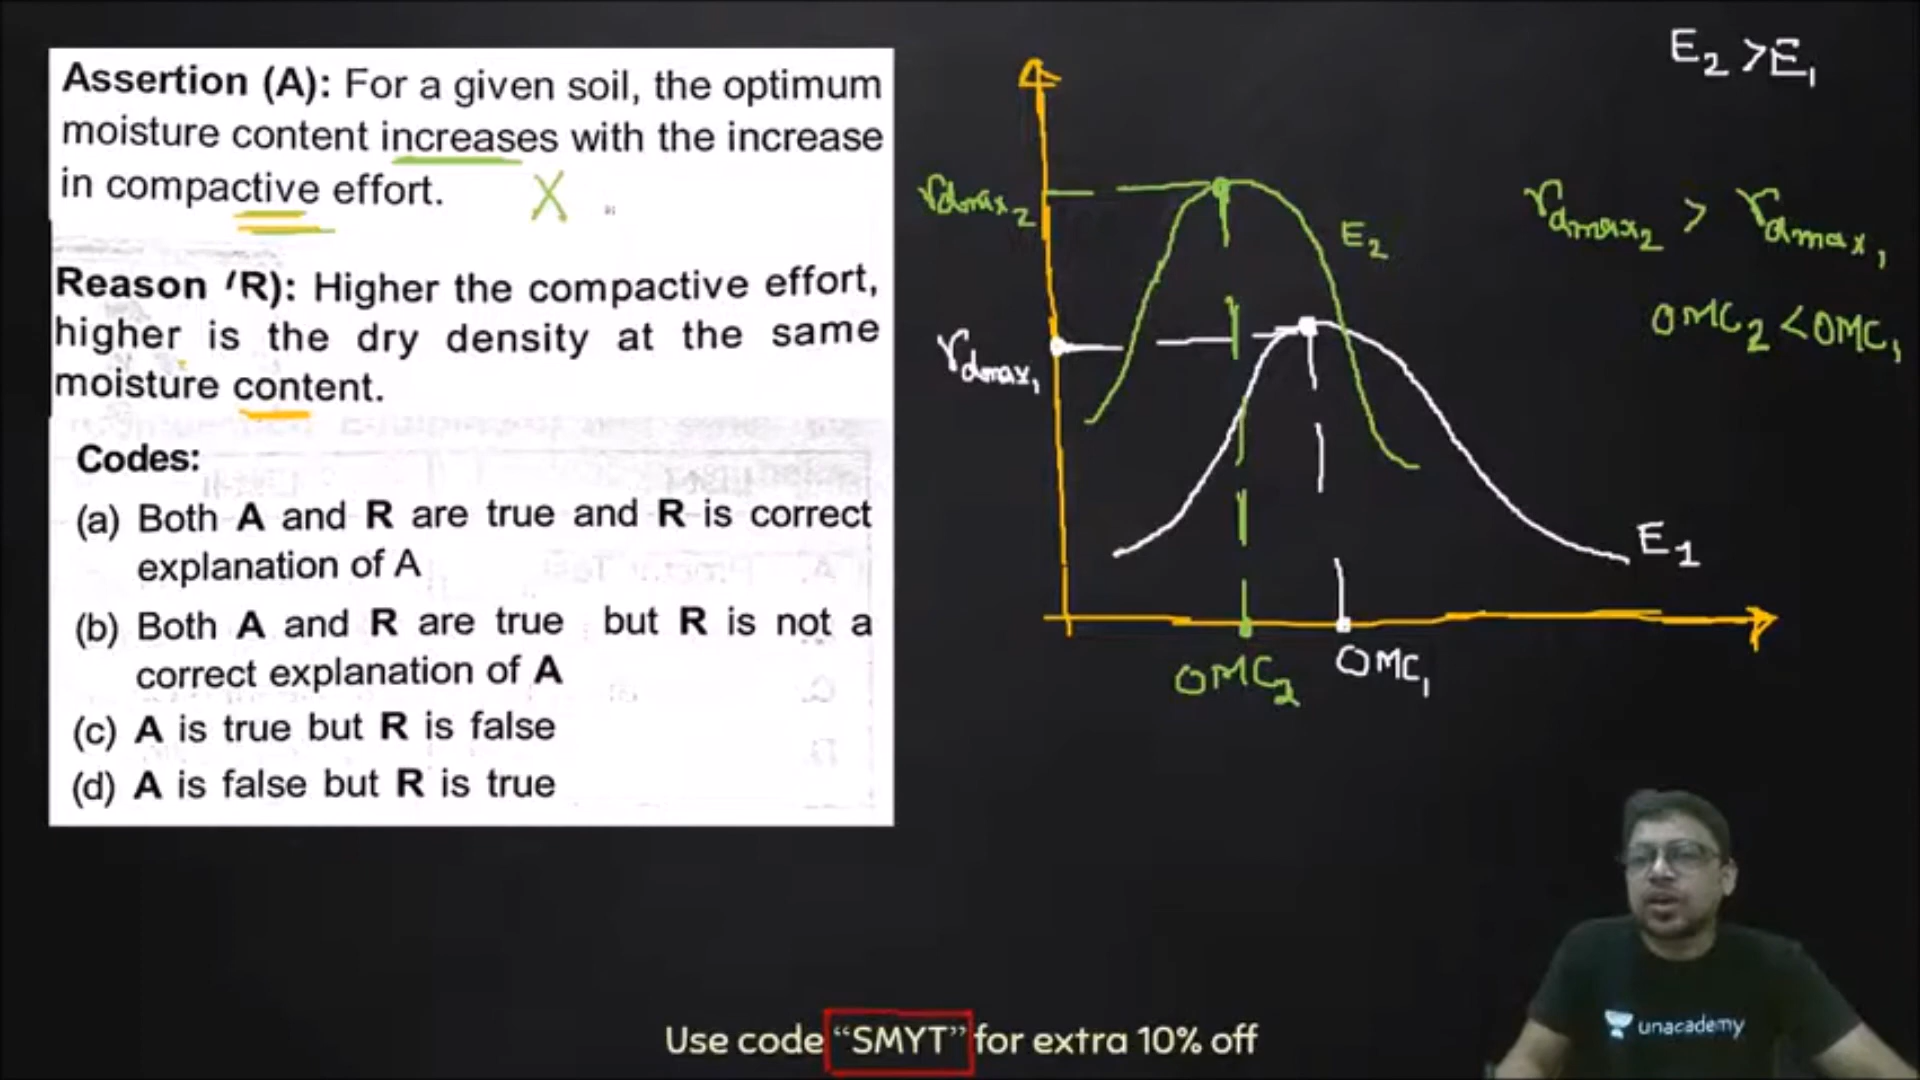 Assertion (A): For a given soil, the optimum
moisture content increases with the increase
in compactive effort. X
Reason (R): Higher the compactive effort,
higher is the dry density at the same
moisture content.
Codes:
(a) Both A and R are true and R is correct
explanation of A
(b) Both A and R are true but R is not a
correct explanation of A
(c) A is true but R is false
(d) A is false but R is true
E₂ > E₁
γdmax₂
E₂
γdmax₂ > γdmax₁
OMC₂ < OMC₁
γdmax₁
E₁
OMC₂
OMC₁
unacademy
Use code “SMYT” for extra 10% off